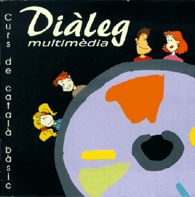 Diàleg
multimèdia
Curs de català bàsic